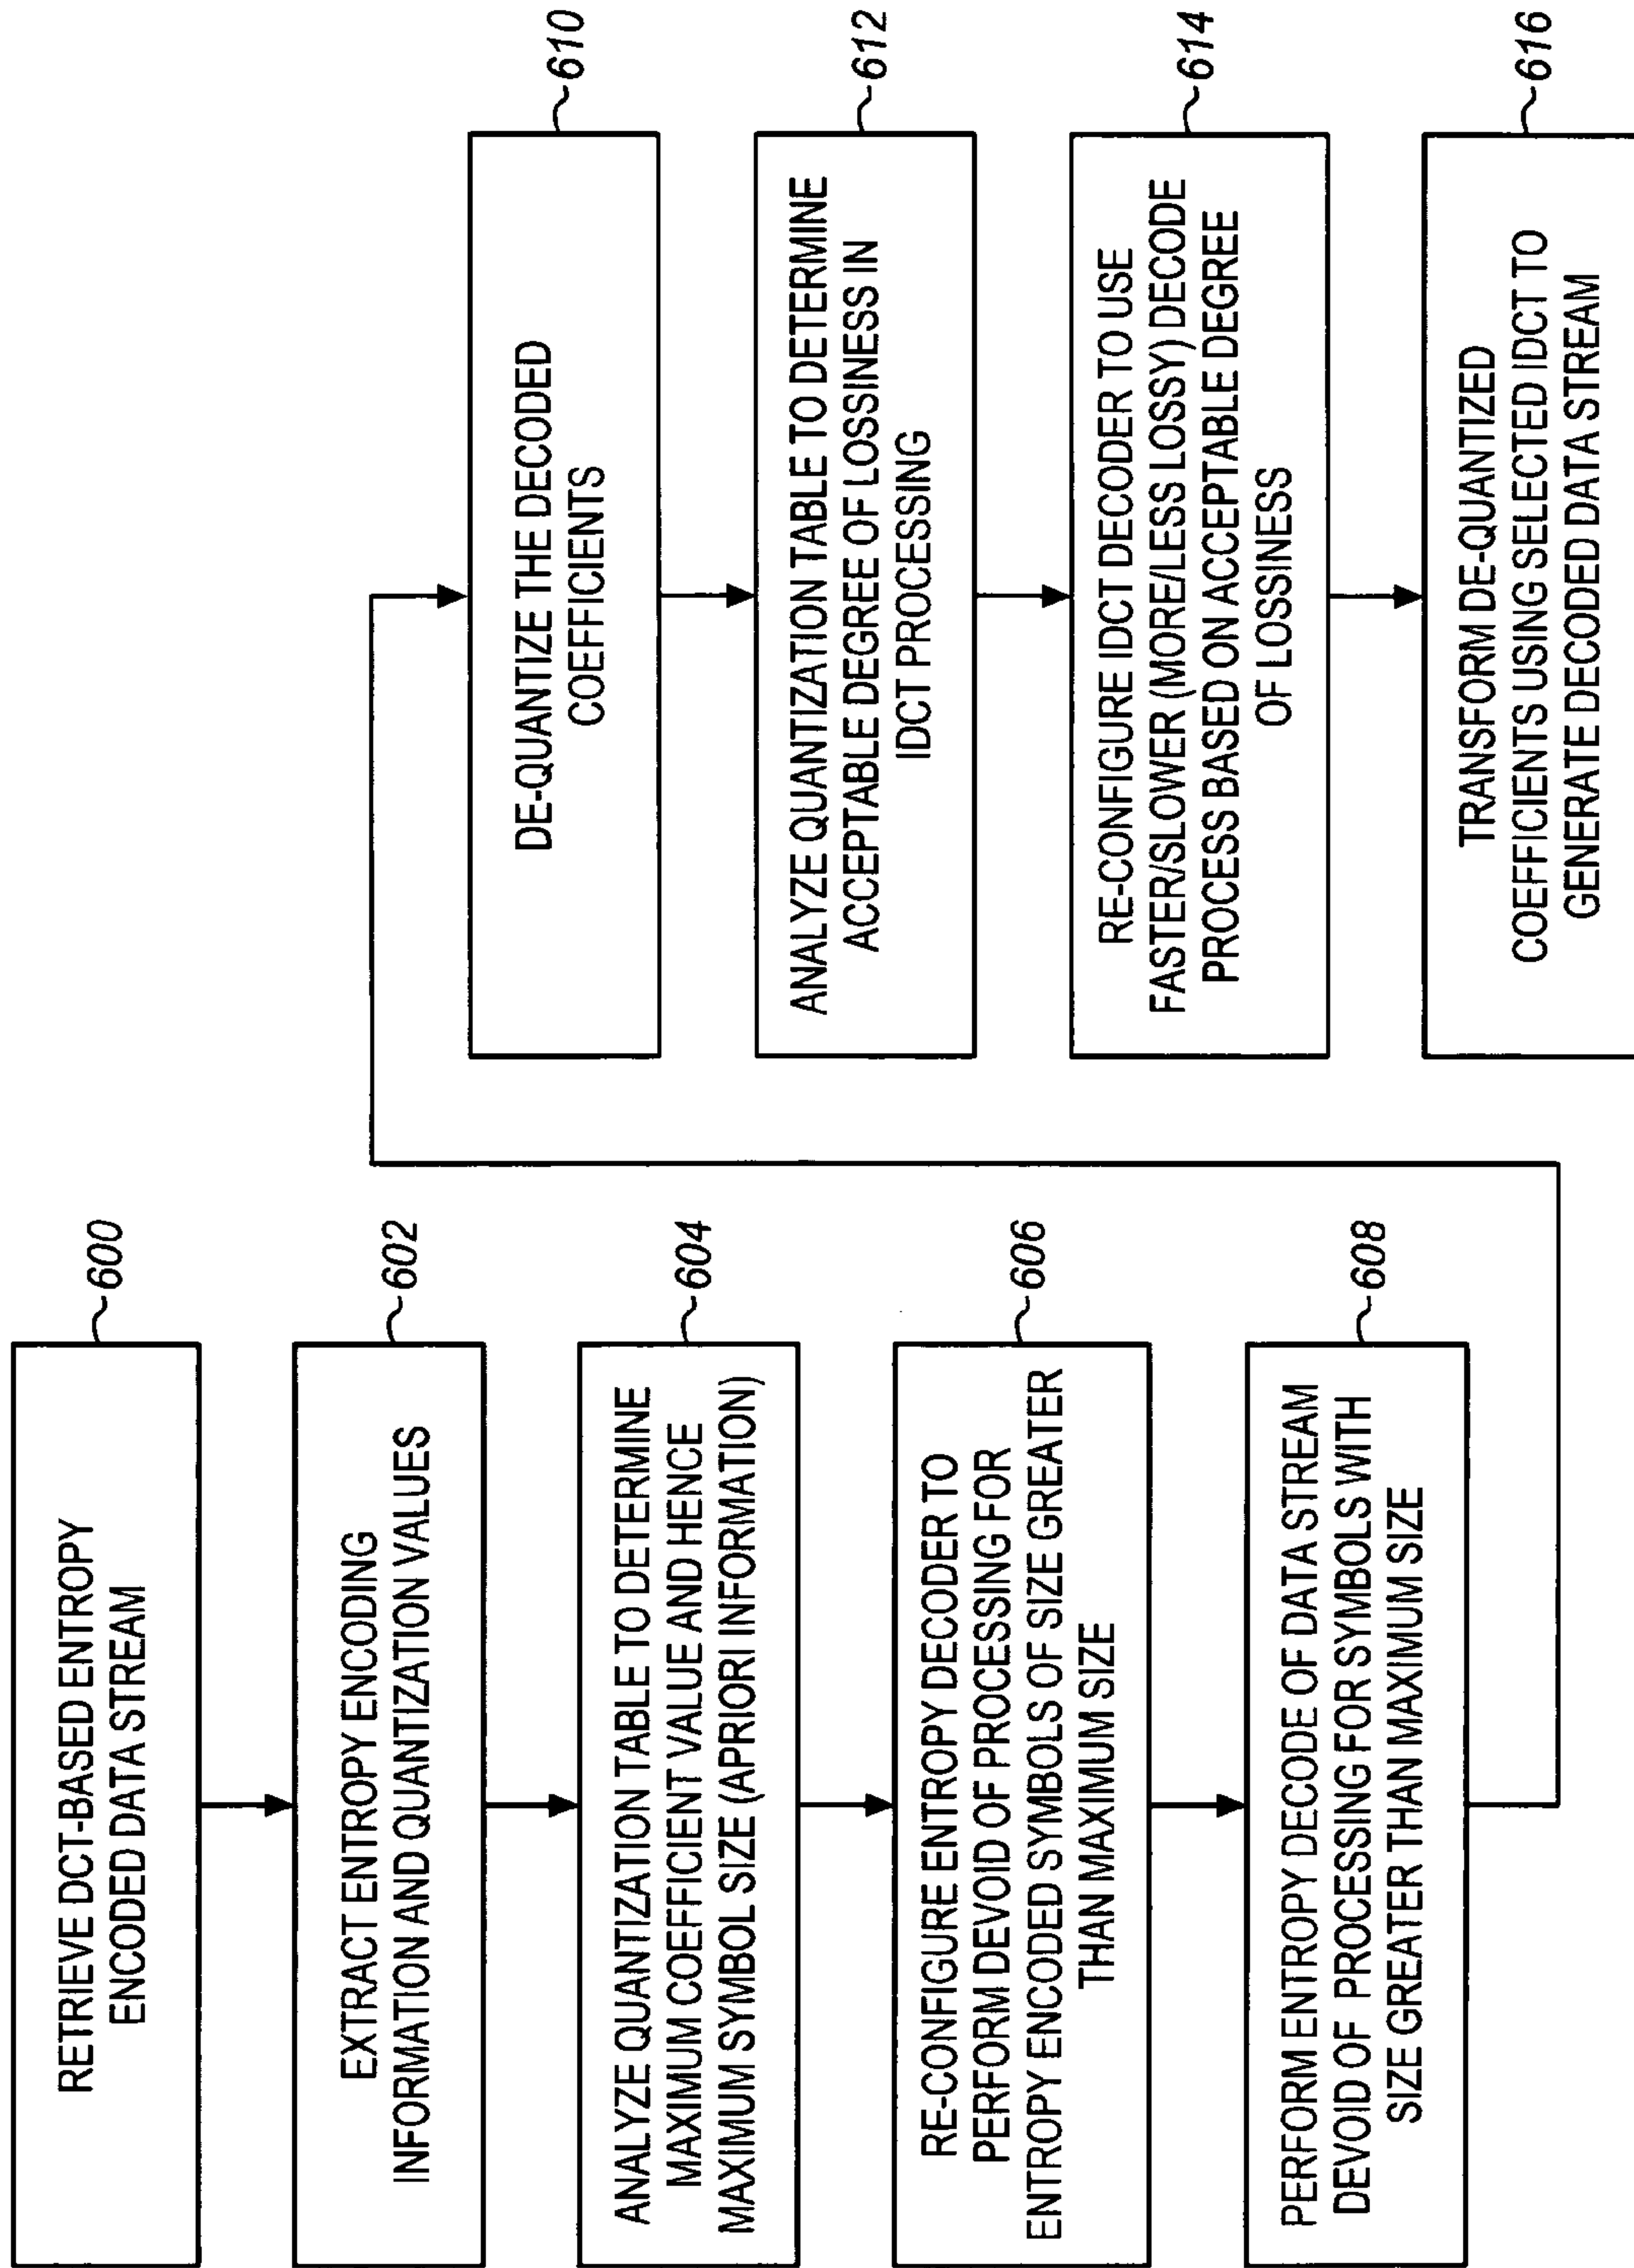 RETRIEVE DCT-BASED ENTROPY
ENCODED DATA STREAM
600
EXTRACT ENTROPY ENCODING
INFORMATION AND QUANTIZATION VALUES
602
ANALYZE QUANTIZATION TABLE TO DETERMINE
MAXIMUM COEFFICIENT VALUE AND HENCE
MAXIMUM SYMBOL SIZE (APRIORI INFORMATION)
604
RE-CONFIGURE ENTROPY DECODER TO
PERFORM DEVOID OF PROCESSING FOR
ENTROPY ENCODED SYMBOLS OF SIZE GREATER
THAN MAXIMUM SIZE
606
PERFORM ENTROPY DECODE OF DATA STREAM
DEVOID OF PROCESSING FOR SYMBOLS WITH
SIZE GREATER THAN MAXIMUM SIZE
608
DE-QUANTIZE THE DECODED
COEFFICIENTS
610
ANALYZE QUANTIZATION TABLE TO DETERMINE
ACCEPTABLE DEGREE OF LOSSINESS IN
IDCT PROCESSING
612
RE-CONFIGURE IDCT DECODER TO USE
FASTER/SLOWER (MORE/LESS LOSSY) DECODE
PROCESS BASED ON ACCEPTABLE DEGREE
OF LOSSINESS
614
TRANSFORM DE-QUANTIZED
COEFFICIENTS USING SELECTED IDCT TO
GENERATE DECODED DATA STREAM
616